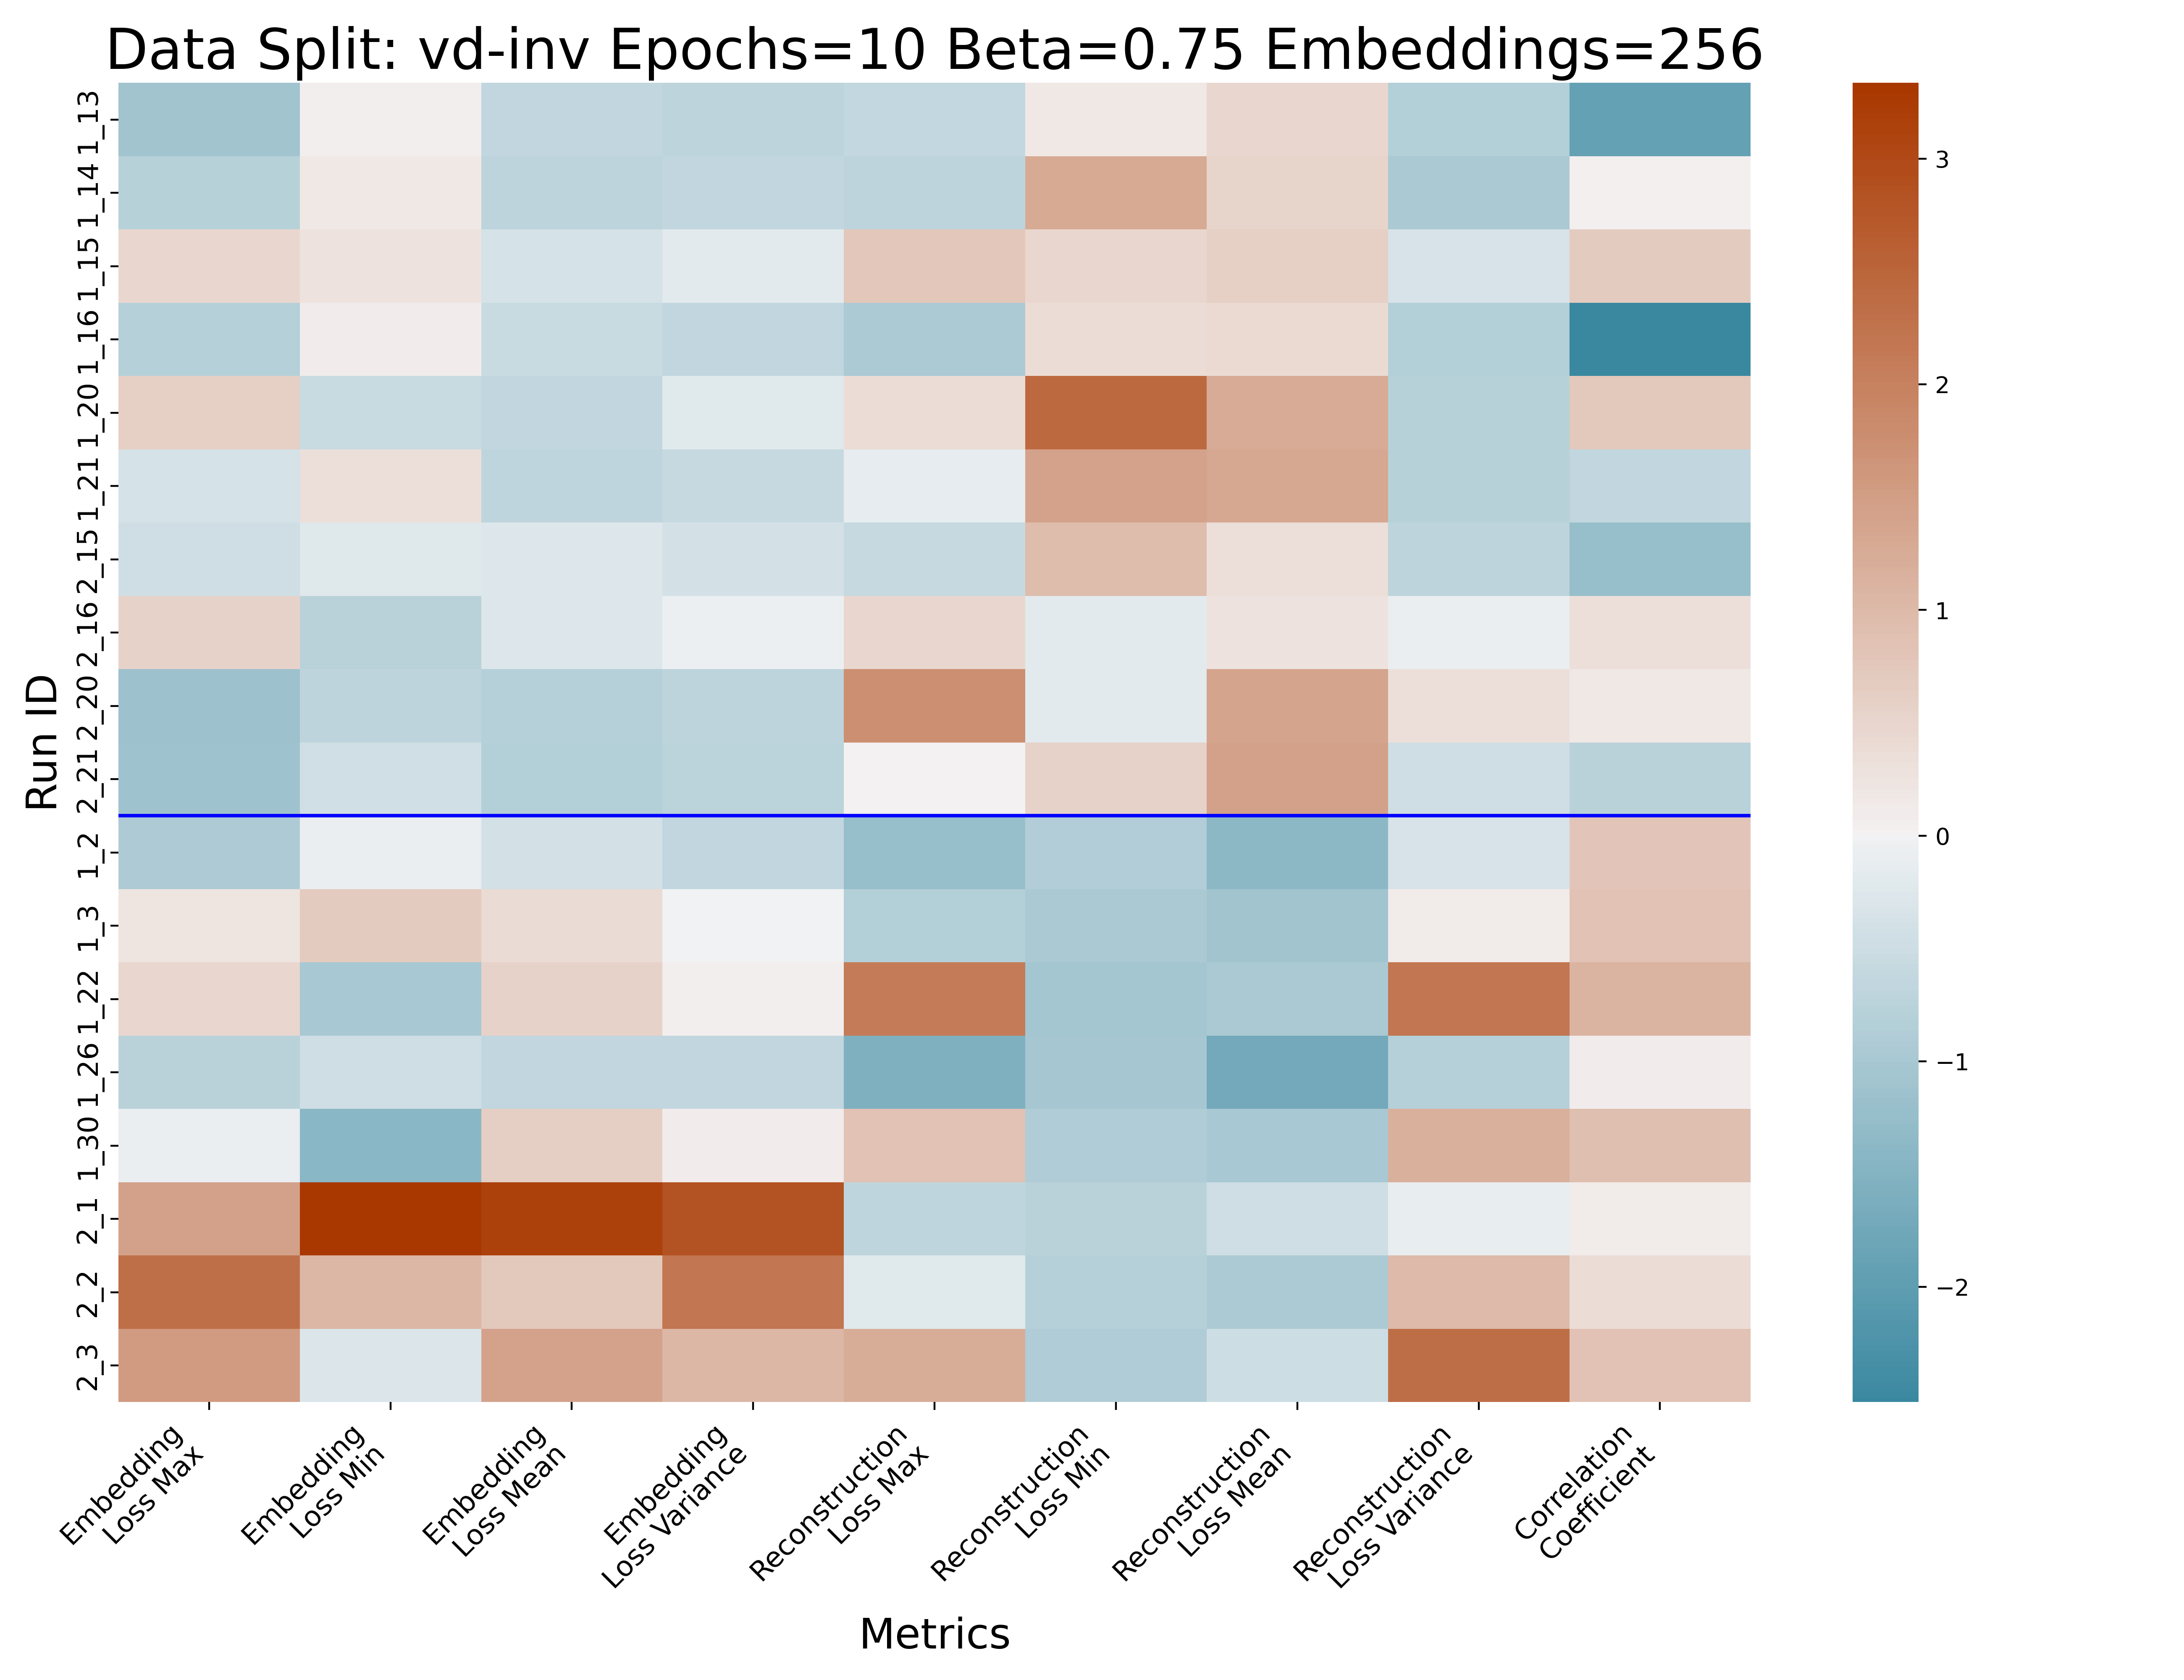 Data Split: vd-inv Epochs=10 Beta=0.75 Embeddings=256
Run ID
1_13
1_14
1_15
1_16
1_20
1_21
2_15
2_16
2_20
2_21
1_2
1_3
1_22
1_26
1_30
2_1
2_2
2_3
Embedding
Loss Max
Embedding
Loss Min
Embedding
Loss Mean
Embedding
Loss Variance
Reconstruction
Loss Max
Reconstruction
Loss Min
Reconstruction
Loss Mean
Reconstruction
Loss Variance
Correlation
Coefficient
Metrics
3
2
1
0
−1
−2